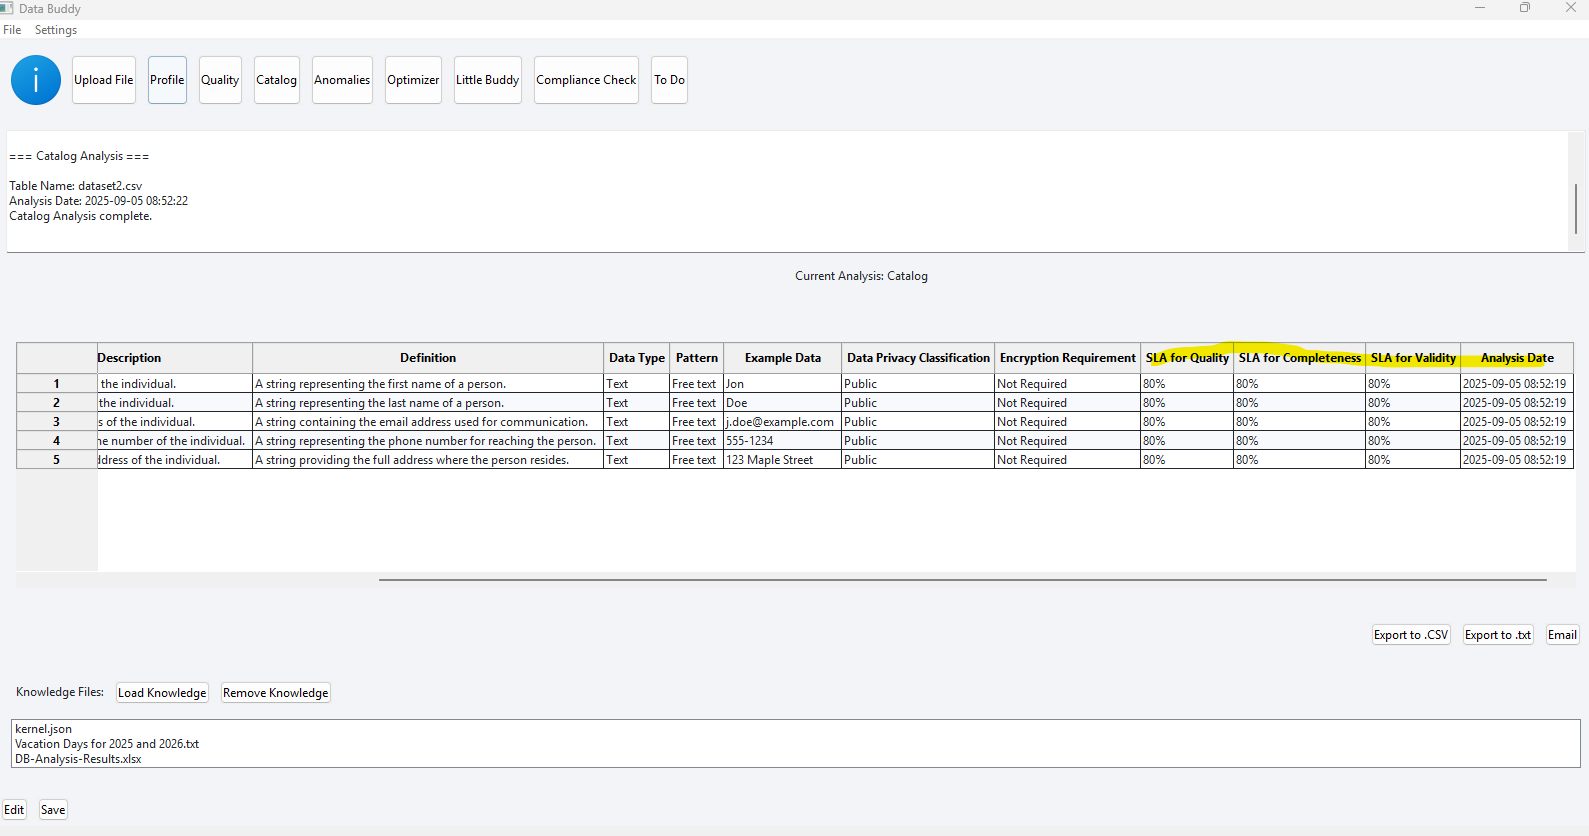 Data Buddy
File Settings
i Upload File Profile Quality Catalog Anomalies Optimizer Little Buddy Compliance Check To Do
=== Catalog Analysis ===
Table Name: dataset2.csv
Analysis Date: 2025-09-05 08:52:22
Catalog Analysis complete.
Current Analysis: Catalog
Description Definition Data Type Pattern Example Data Data Privacy Classification Encryption Requirement SLA for Quality SLA for Completeness SLA for Validity Analysis Date
1 the individual. A string representing the first name of a person. Text Free text Jon Public Not Required 80% 80% 80% 2025-09-05 08:52:19
2 the individual. A string representing the last name of a person. Text Free text Doe Public Not Required 80% 80% 80% 2025-09-05 08:52:19
3 s of the individual. A string containing the email address used for communication. Text Free text j.doe@example.com Public Not Required 80% 80% 80% 2025-09-05 08:52:19
4 ne number of the individual. A string representing the phone number for reaching the person. Text Free text 555-1234 Public Not Required 80% 80% 80% 2025-09-05 08:52:19
5 ddress of the individual. A string providing the full address where the person resides. Text Free text 123 Maple Street Public Not Required 80% 80% 80% 2025-09-05 08:52:19
Export to .CSV Export to .txt Email
Knowledge Files: Load Knowledge Remove Knowledge
kernel.json
Vacation Days for 2025 and 2026.txt
DB-Analysis-Results.xlsx
Edit Save